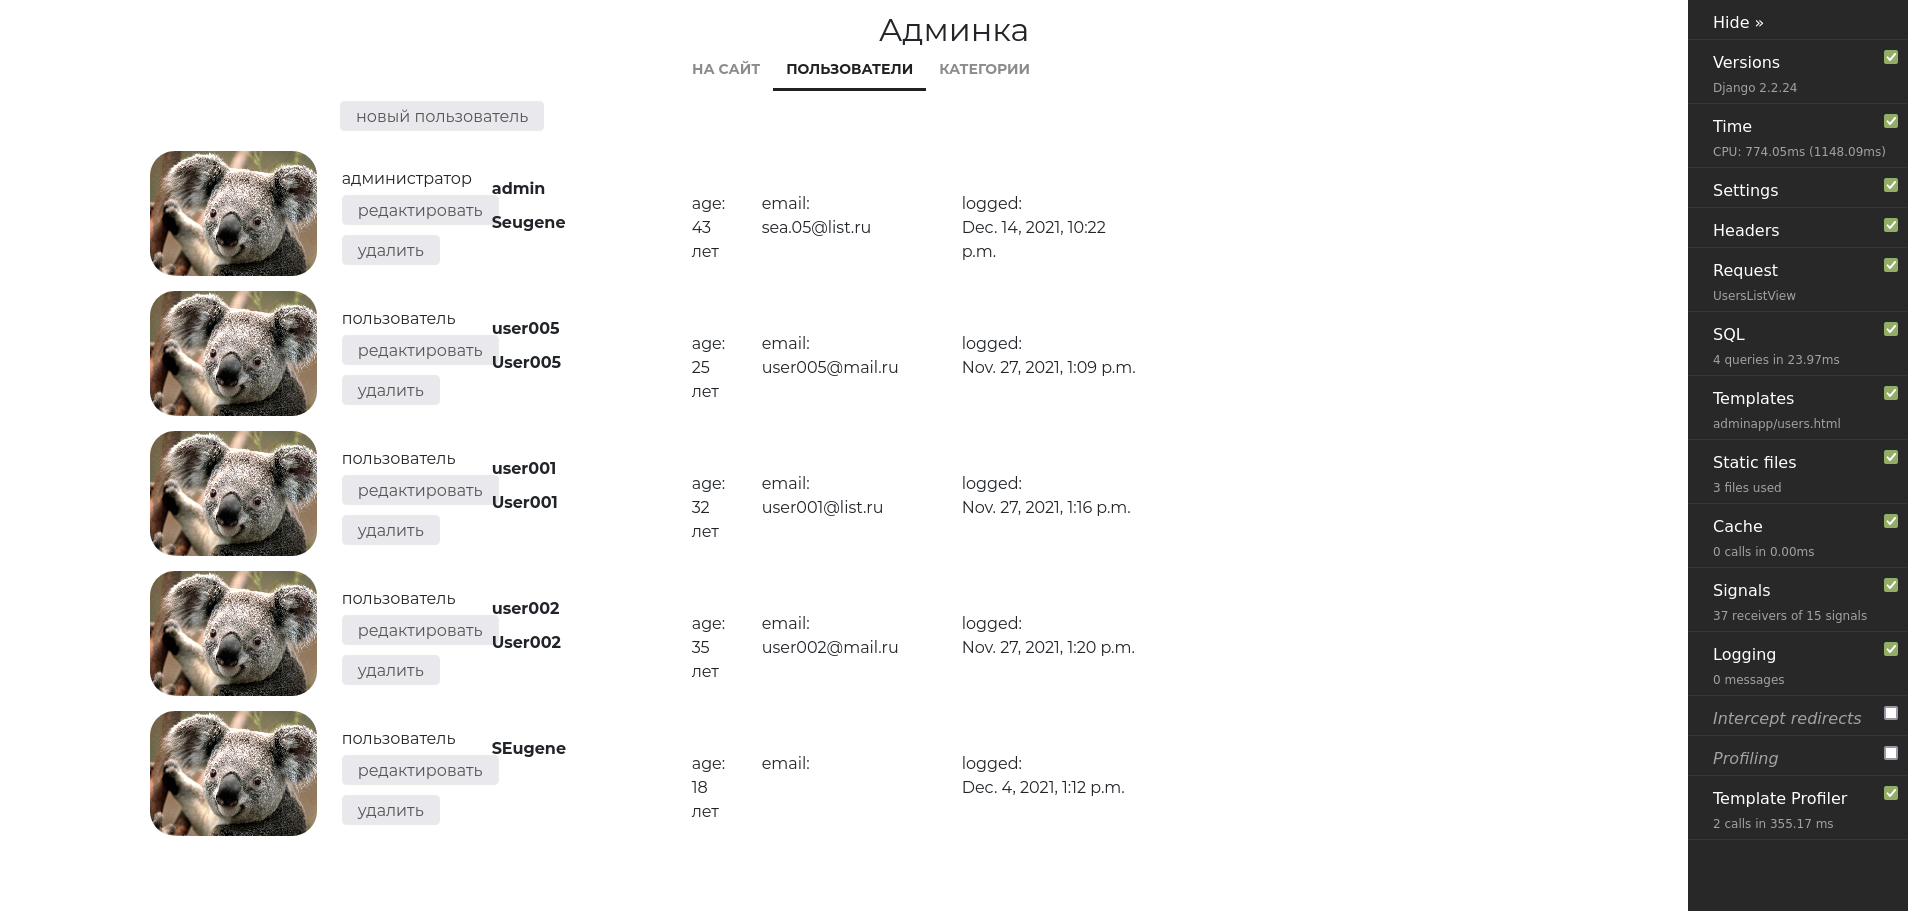 Админка
НА САЙТ ПОЛЬЗОВАТЕЛИ КАТЕГОРИИ
новый пользователь
администратор
редактировать
удалить
admin
Seugene
age:
43
лет
email:
sea.05@list.ru
logged:
Dec. 14, 2021, 10:22
p.m.
пользователь
редактировать
удалить
user005
User005
age:
25
лет
email:
user005@mail.ru
logged:
Nov. 27, 2021, 1:09 p.m.
пользователь
редактировать
удалить
user001
User001
age:
32
лет
email:
user001@list.ru
logged:
Nov. 27, 2021, 1:16 p.m.
пользователь
редактировать
удалить
user002
User002
age:
35
лет
email:
user002@mail.ru
logged:
Nov. 27, 2021, 1:20 p.m.
пользователь
редактировать
удалить
SEugene
age:
18
лет
email:
logged:
Dec. 4, 2021, 1:12 p.m.
Hide »
Versions
Django 2.2.24
Time
CPU: 774.05ms (1148.09ms)
Settings
Headers
Request
UsersListView
SQL
4 queries in 23.97ms
Templates
adminapp/users.html
Static files
3 files used
Cache
0 calls in 0.00ms
Signals
37 receivers of 15 signals
Logging
0 messages
Intercept redirects
Profiling
Template Profiler
2 calls in 355.17 ms